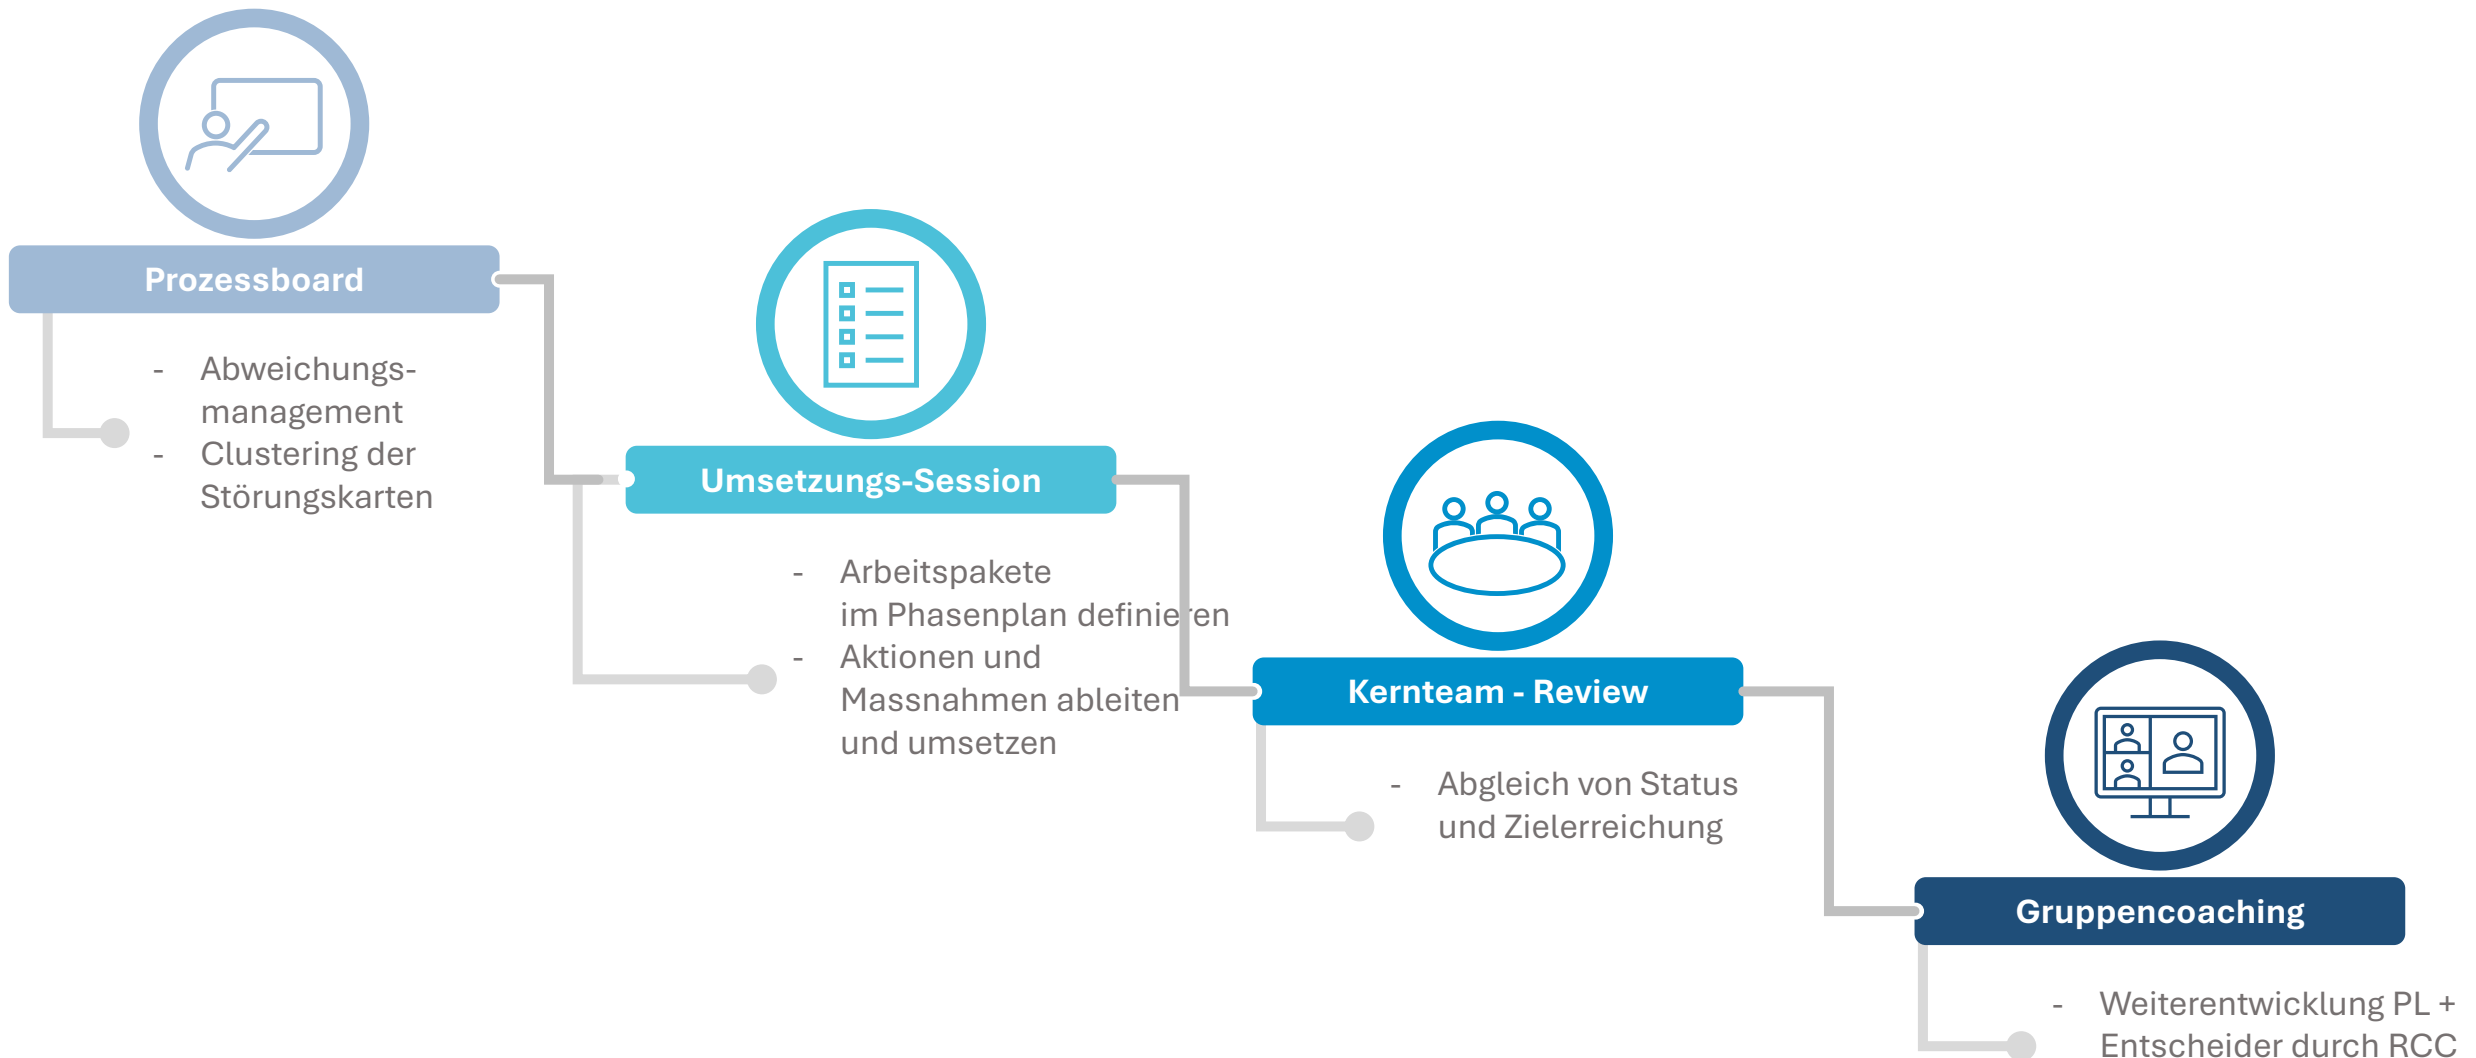 Prozessboard
- Abweichungs-
management
- Clustering der
Störungskarten
Umsetzungs-Session
- Arbeitspakete
im Phasenplan definieren
- Aktionen und
Massnahmen ableiten
und umsetzen
Kernteam - Review
- Abgleich von Status
und Zielerreichung
Gruppencoaching
- Weiterentwicklung PL +
Entscheider durch RCC